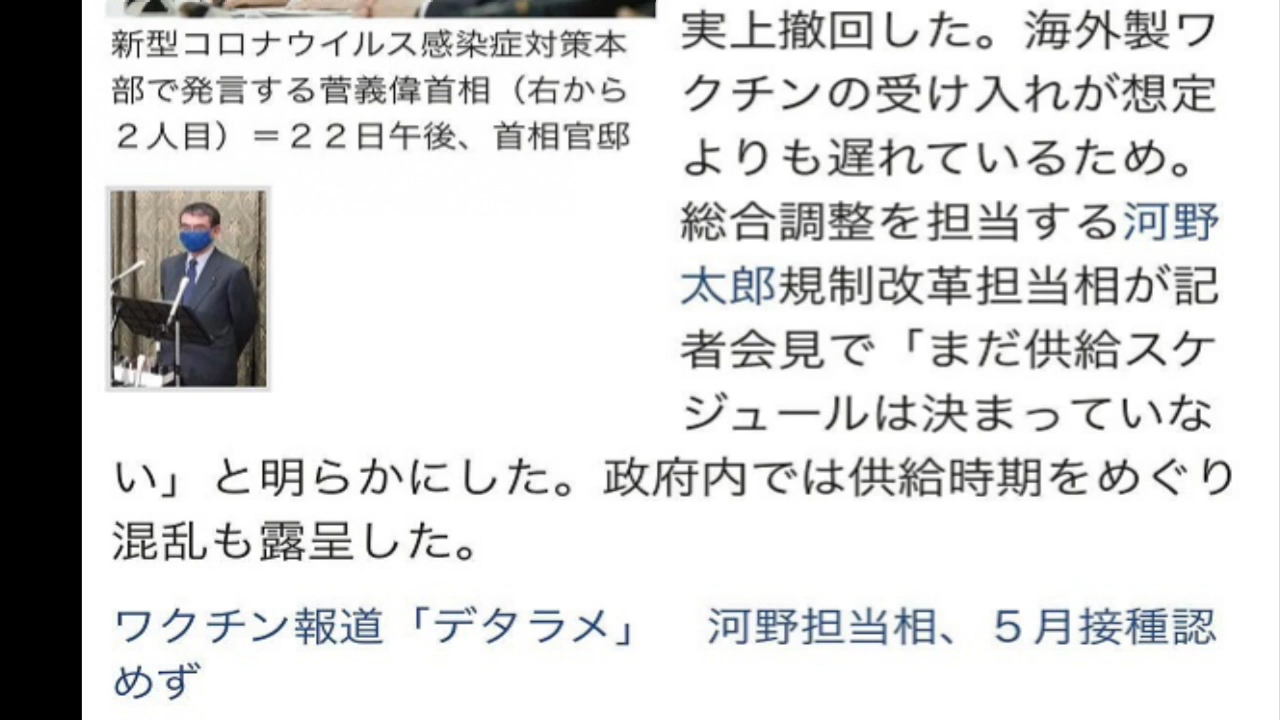 新型コロナウイルス感染症対策本
部で発言する菅義偉首相（右から
２人目）＝２２日午後、首相官邸
実上撤回した。海外製ワ
クチンの受け入れが想定
よりも遅れているため。
総合調整を担当する河野
太郎規制改革担当相が記
者会見で「まだ供給スケ
ジュールは決まっていな
い」と明らかにした。政府内では供給時期をめぐり
混乱も露呈した。
ワクチン報道「デタラメ」　河野担当相、５月接種認
めず